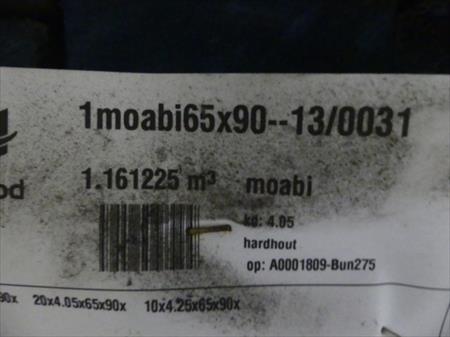 1moabi65x90--13/0031
1.161225 m³ moabi
kd: 4.05
hardhout
op: A0001809-Bun275
20x4.05x65x90x 10x4.25x65x90x